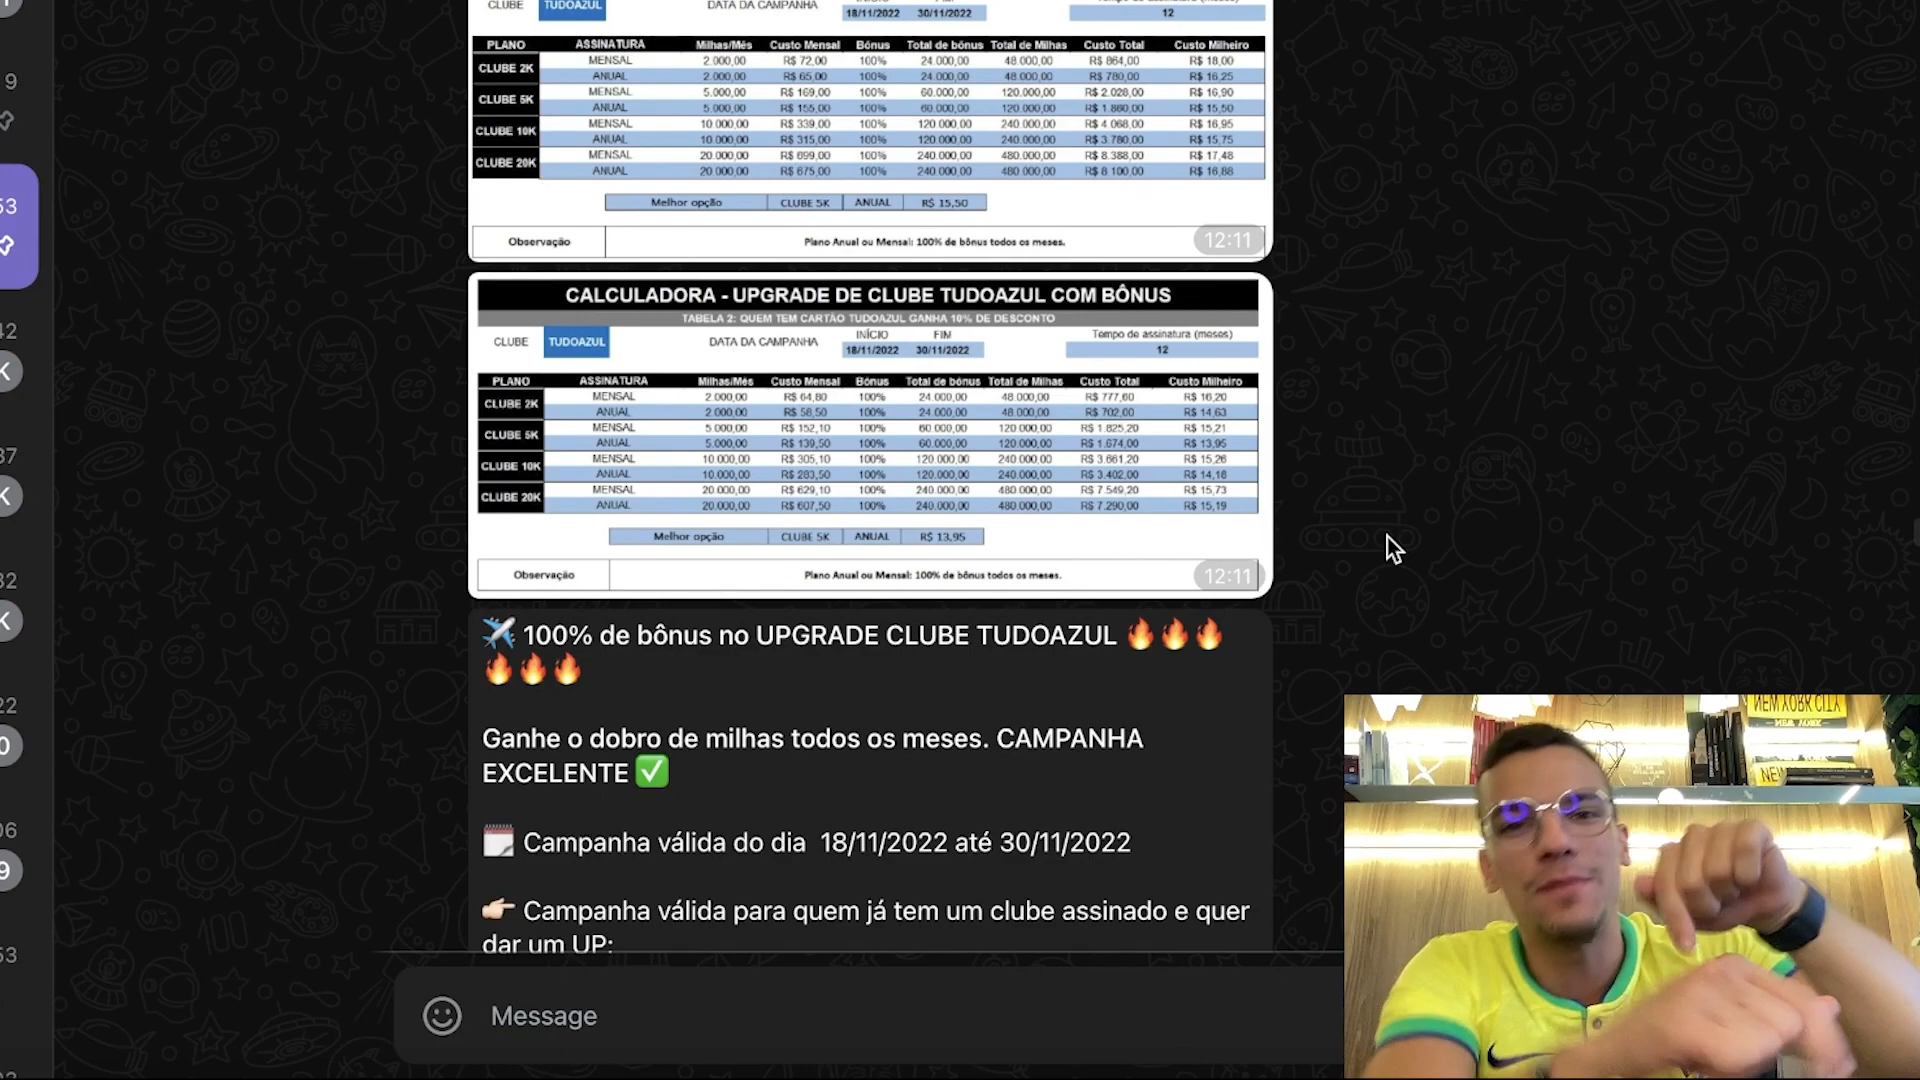 CLUBE TUDOAZUL DATA DA CAMPANHA
18/11/2022 30/11/2022 12
PLANO ASSINATURA Milhas/Mês Custo Mensal Bônus Total de bônus Total de Milhas Custo Total Custo Milheiro
CLUBE 2K
MENSAL 2.000,00 R$ 72,00 100% 24.000,00 48.000,00 R$ 864,00 R$ 18,00
ANUAL 2.000,00 R$ 65,00 100% 24.000,00 48.000,00 R$ 780,00 R$ 16,25
CLUBE 5K
MENSAL 5.000,00 R$ 169,00 100% 60.000,00 120.000,00 R$ 2.028,00 R$ 16,90
ANUAL 5.000,00 R$ 155,00 100% 60.000,00 120.000,00 R$ 1.860,00 R$ 15,50
CLUBE 10K
MENSAL 10.000,00 R$ 339,00 100% 120.000,00 240.000,00 R$ 4.068,00 R$ 16,95
ANUAL 10.000,00 R$ 315,00 100% 120.000,00 240.000,00 R$ 3.780,00 R$ 15,75
CLUBE 20K
MENSAL 20.000,00 R$ 699,00 100% 240.000,00 480.000,00 R$ 8.388,00 R$ 17,48
ANUAL 20.000,00 R$ 675,00 100% 240.000,00 480.000,00 R$ 8.100,00 R$ 16,88
Melhor opção CLUBE 5K ANUAL R$ 15,50
Observação Plano Anual ou Mensal: 100% de bônus todos os meses.
12:11
CALCULADORA - UPGRADE DE CLUBE TUDOAZUL COM BÔNUS
TABELA 2: QUEM TEM CARTÃO TUDOAZUL GANHA 10% DE DESCONTO
CLUBE TUDOAZUL DATA DA CAMPANHA INÍCIO FIM Tempo de assinatura (meses)
18/11/2022 30/11/2022 12
PLANO ASSINATURA Milhas/Mês Custo Mensal Bônus Total de bônus Total de Milhas Custo Total Custo Milheiro
CLUBE 2K
MENSAL 2.000,00 R$ 64,80 100% 24.000,00 48.000,00 R$ 777,60 R$ 16,20
ANUAL 2.000,00 R$ 58,50 100% 24.000,00 48.000,00 R$ 702,00 R$ 14,63
CLUBE 5K
MENSAL 5.000,00 R$ 152,10 100% 60.000,00 120.000,00 R$ 1.825,20 R$ 15,21
ANUAL 5.000,00 R$ 139,50 100% 60.000,00 120.000,00 R$ 1.674,00 R$ 13,95
CLUBE 10K
MENSAL 10.000,00 R$ 305,10 100% 120.000,00 240.000,00 R$ 3.661,20 R$ 15,26
ANUAL 10.000,00 R$ 283,50 100% 120.000,00 240.000,00 R$ 3.402,00 R$ 14,18
CLUBE 20K
MENSAL 20.000,00 R$ 629,10 100% 240.000,00 480.000,00 R$ 7.549,20 R$ 15,73
ANUAL 20.000,00 R$ 607,50 100% 240.000,00 480.000,00 R$ 7.290,00 R$ 15,19
Melhor opção CLUBE 5K ANUAL R$ 13,95
Observação Plano Anual ou Mensal: 100% de bônus todos os meses.
12:11
✈️ 100% de bônus no UPGRADE CLUBE TUDOAZUL 🔥🔥🔥
🔥🔥🔥
Ganhe o dobro de milhas todos os meses. CAMPANHA
EXCELENTE ✅
🗓 Campanha válida do dia 18/11/2022 até 30/11/2022
👉🏻 Campanha válida para quem já tem um clube assinado e quer
dar um UP:
Message
NEW YORK CITY
NEW YORK